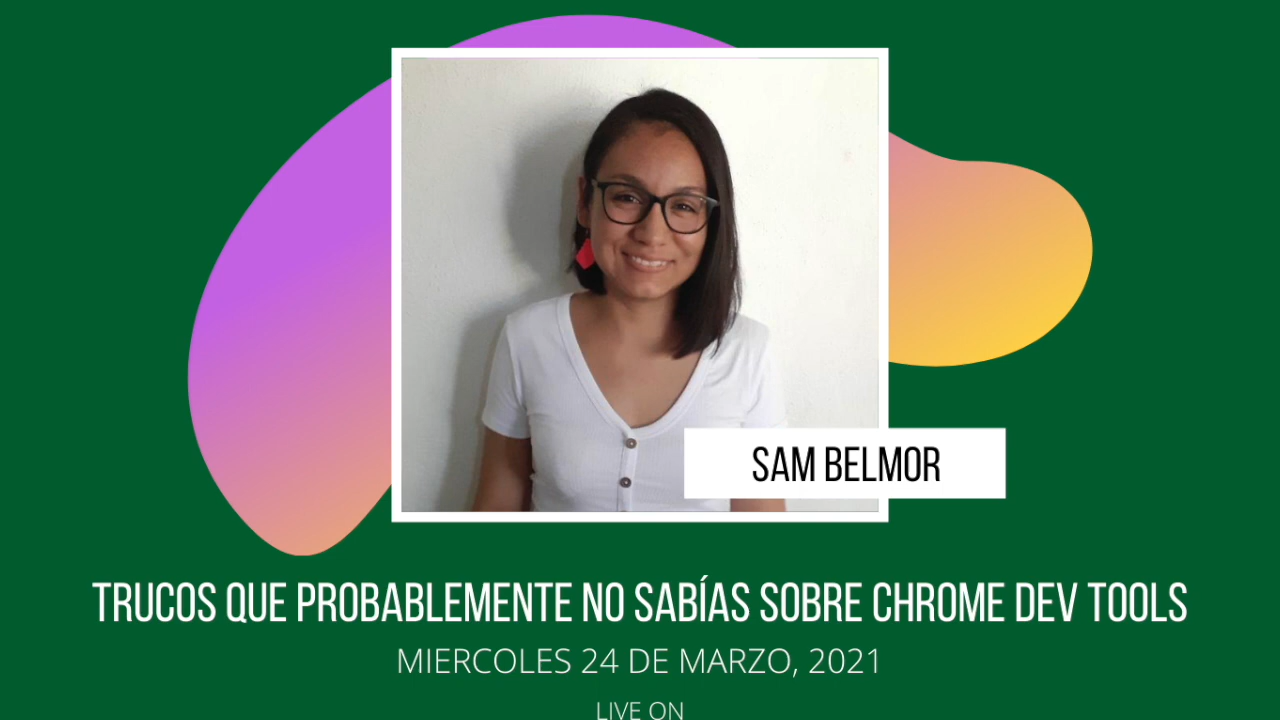 SAM BELMOR
TRUCOS QUE PROBABLEMENTE NO SABÍAS SOBRE CHROME DEV TOOLS
MIERCOLES 24 DE MARZO, 2021
LIVE ON